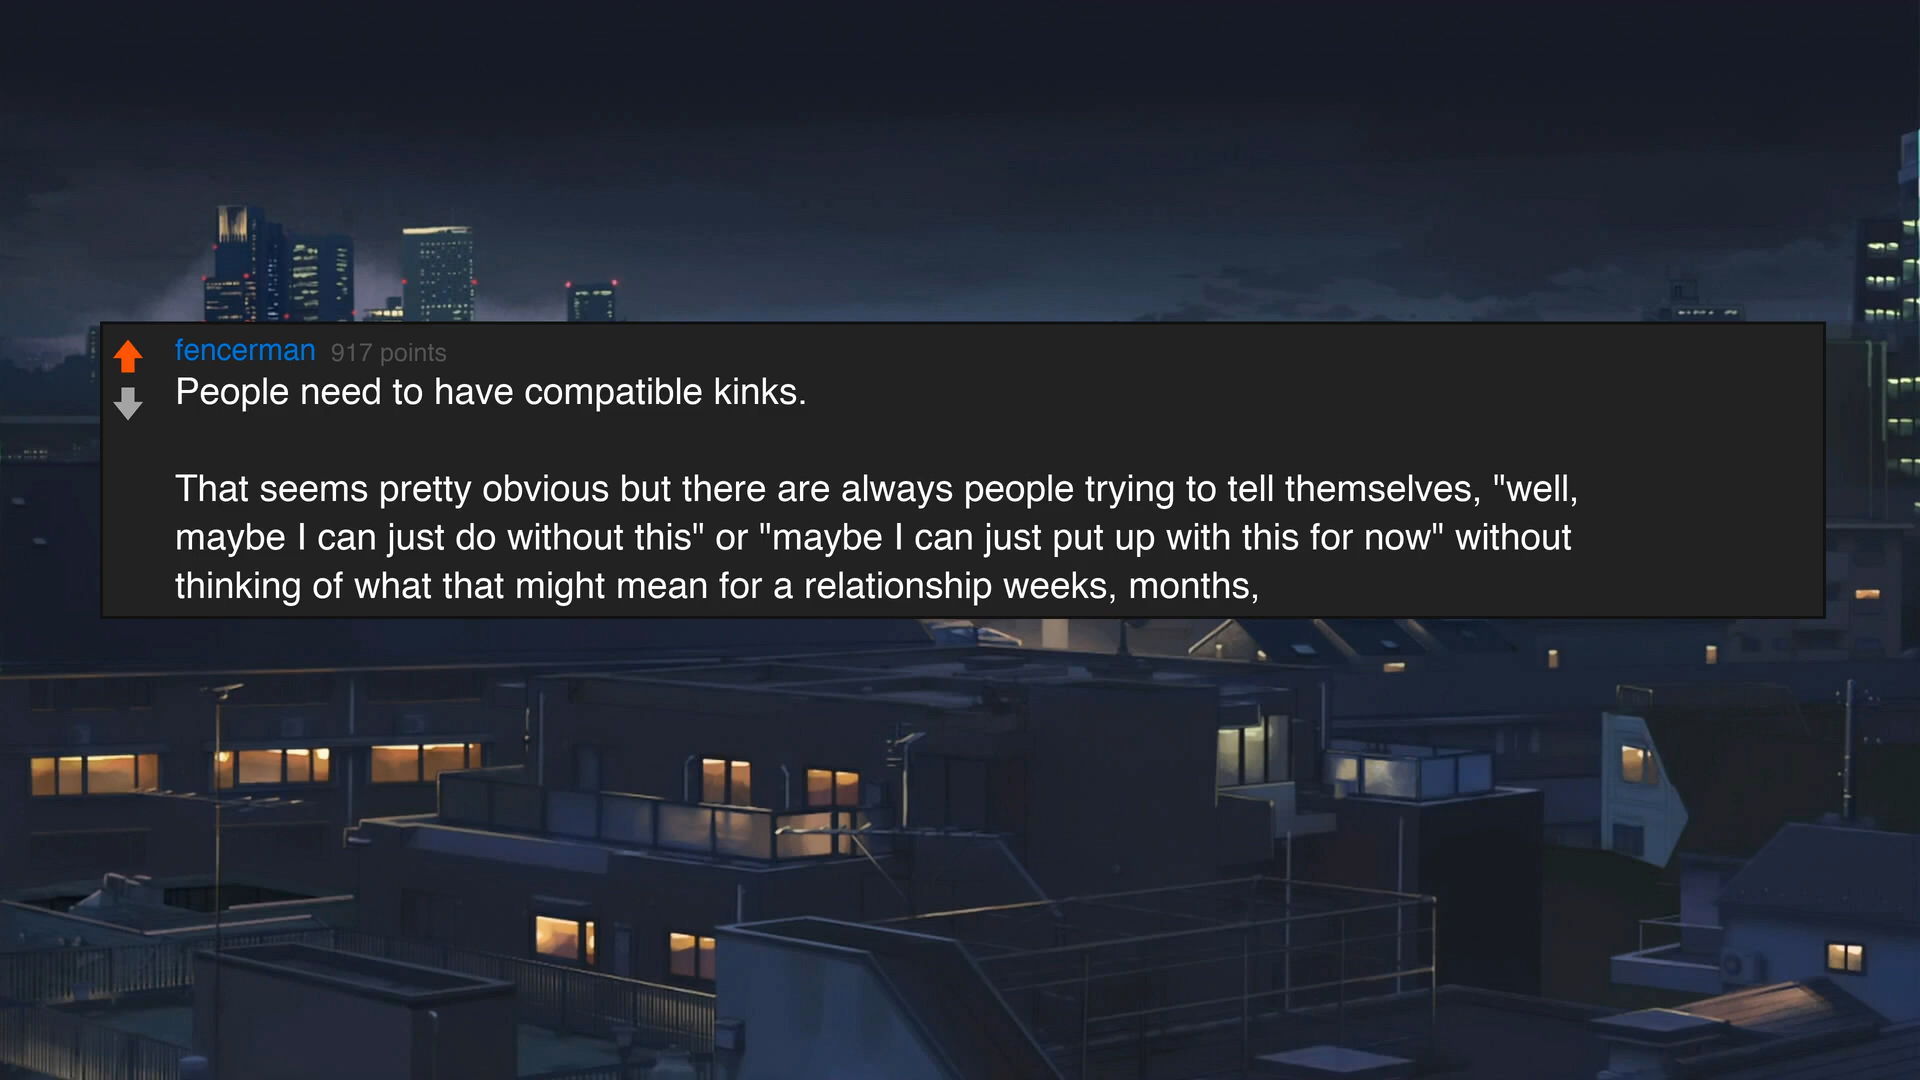 fencerman 917 points
People need to have compatible kinks.
That seems pretty obvious but there are always people trying to tell themselves, "well,
maybe I can just do without this" or "maybe I can just put up with this for now" without
thinking of what that might mean for a relationship weeks, months,